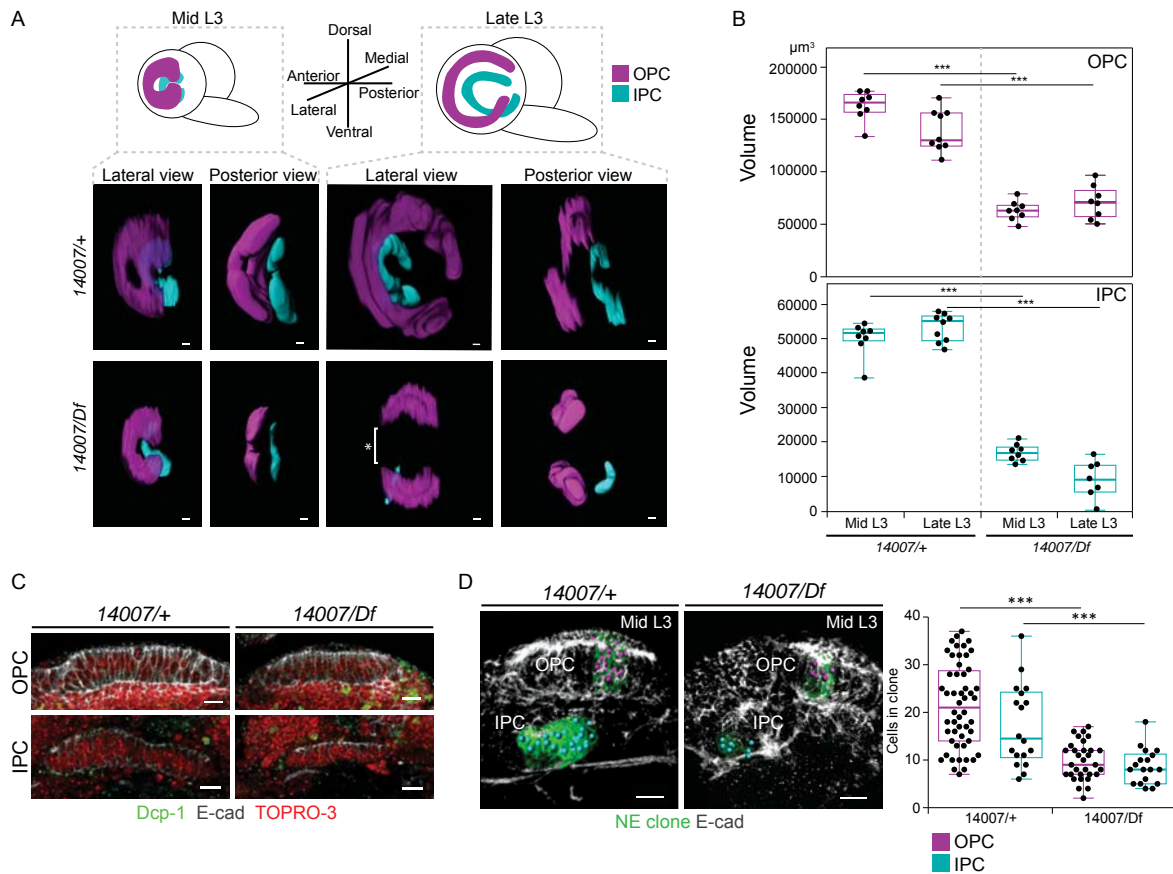 A
Mid L3
Late L3
Dorsal
Medial
Anterior
Posterior
Lateral
Ventral
OPC
IPC
Lateral view
Posterior view
Lateral view
Posterior view
14007/+
14007/Df
*
B
µm³
OPC
***
***
Volume
200000
150000
100000
50000
0
IPC
***
***
Volume
60000
50000
40000
30000
20000
10000
0
Mid L3
Late L3
Mid L3
Late L3
14007/+
14007/Df
C
14007/+
14007/Df
OPC
IPC
Dcp-1 E-cad TOPRO-3
D
14007/+
14007/Df
Mid L3
OPC
IPC
Mid L3
OPC
IPC
NE clone E-cad
***
***
Cells in clone
40
30
20
10
0
14007/+
14007/Df
OPC
IPC